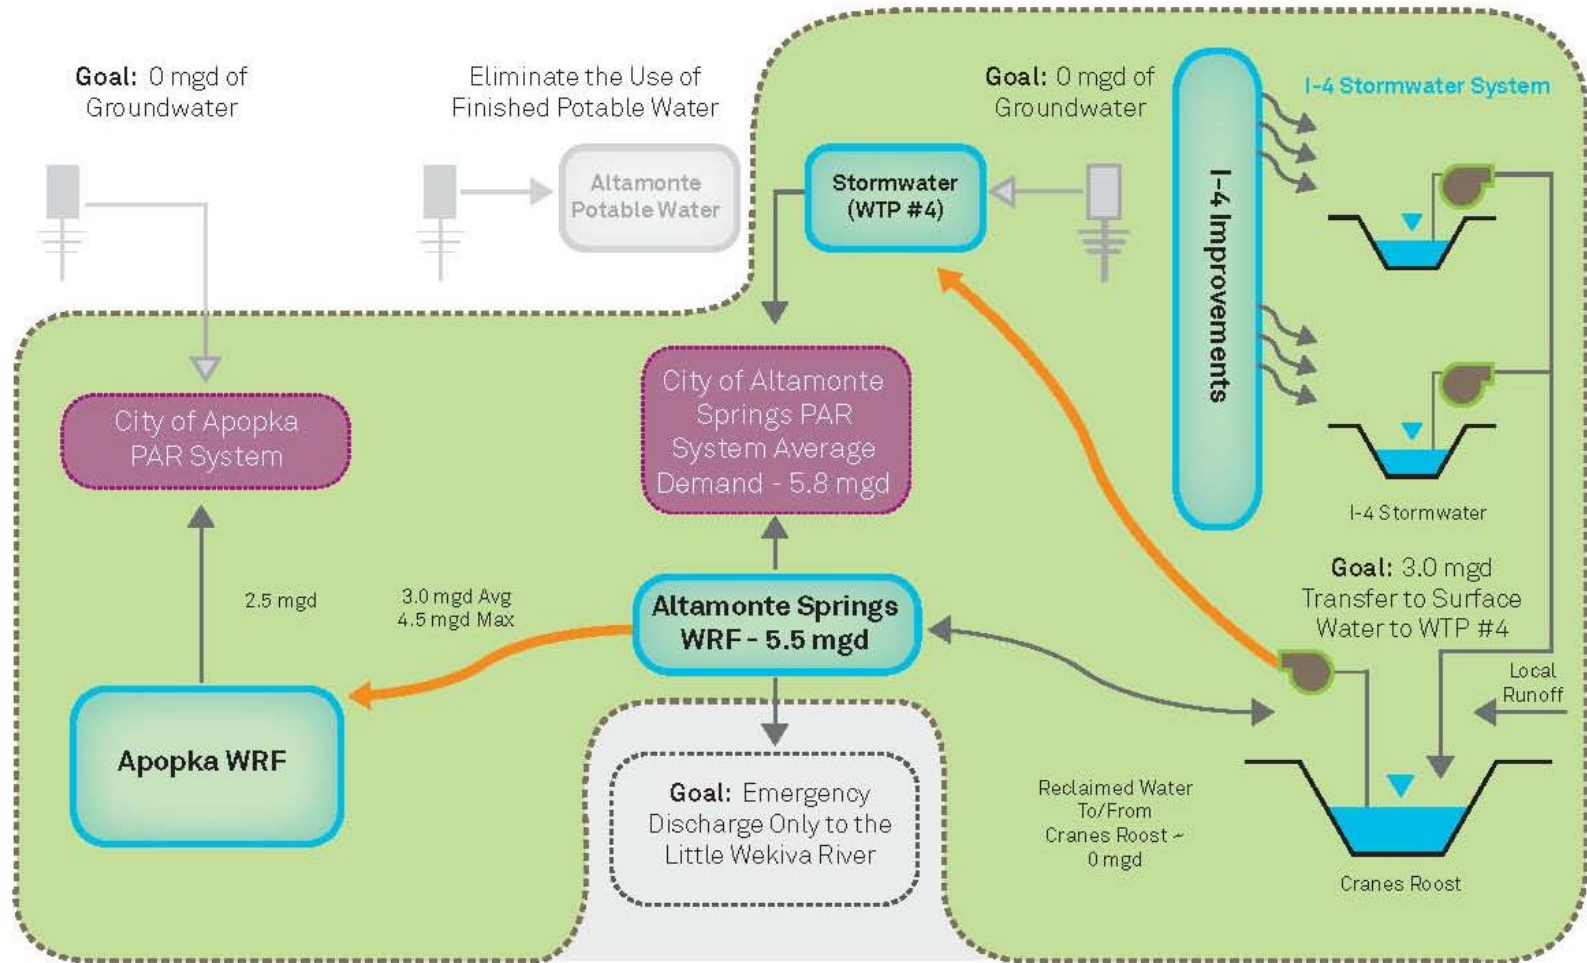 Goal: 0 mgd of
Groundwater
Eliminate the Use of
Finished Potable Water
Goal: 0 mgd of
Groundwater
I-4 Stormwater System
Altamonte
Potable Water
Stormwater
(WTP #4)
I-4 Improvements
City of Apopka
PAR System
City of Altamonte
Springs PAR
System Average
Demand - 5.8 mgd
I-4 Stormwater
Goal: 3.0 mgd
Transfer to Surface
Water to WTP #4
2.5 mgd
3.0 mgd Avg
4.5 mgd Max
Altamonte Springs
WRF - 5.5 mgd
Local
Runoff
Apopka WRF
Goal: Emergency
Discharge Only to the
Little Wekiva River
Reclaimed Water
To/From
Cranes Roost ~
0 mgd
Cranes Roost